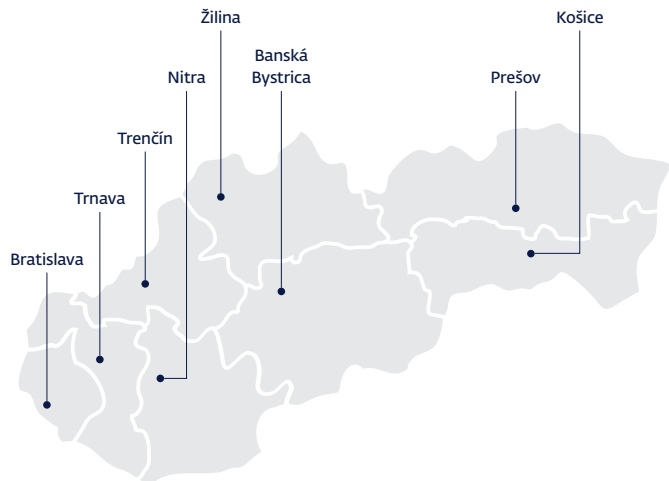 Žilina
Košice
Banská
Bystrica
Nitra
Prešov
Trenčín
Trnava
Bratislava